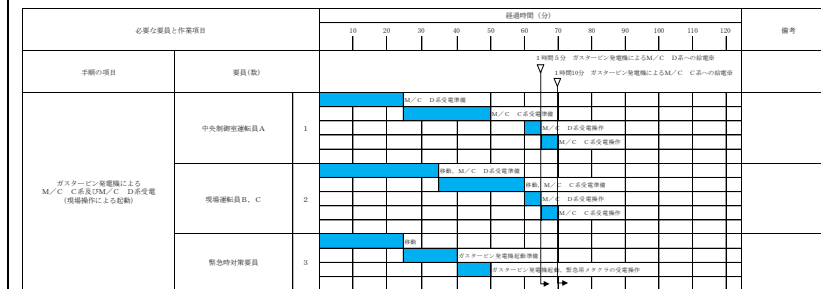 必要な要員と作業項目
経過時間(分)
備考
10 20 30 40 50 60 70 80 90 100 110 120
手順の項目
要員(数)
1時間5分 ガスタービン発電機によるM/C D系への給電※
1時間10分 ガスタービン発電機によるM/C C系への給電※
ガスタービン発電機による
M/C C系及びM/C D系受電
(現場操作による起動)
中央制御室運転員A
1
M/C D系受電準備
M/C C系受電準備
M/C D系受電操作
M/C C系受電操作
現場運転員B,C
2
移動,M/C D系受電準備
移動,M/C C系受電準備
M/C D系受電操作
M/C C系受電操作
緊急時対策要員
3
移動
ガスタービン発電機起動準備
ガスタービン発電機起動,緊急用メタクラの受電操作